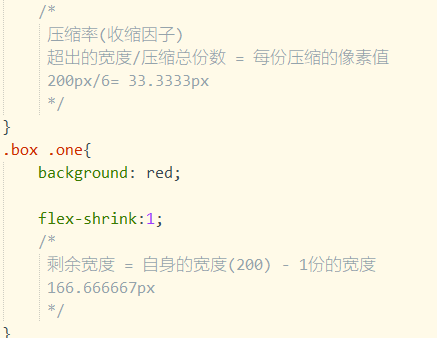 /*
压缩率(收缩因子)
超出的宽度/压缩总份数 = 每份压缩的像素值
200px/6= 33.3333px
*/
}
.box .one{
background: red;
flex-shrink:1;
/*
剩余宽度 = 自身的宽度(200) - 1份的宽度
166.666667px
*/
}